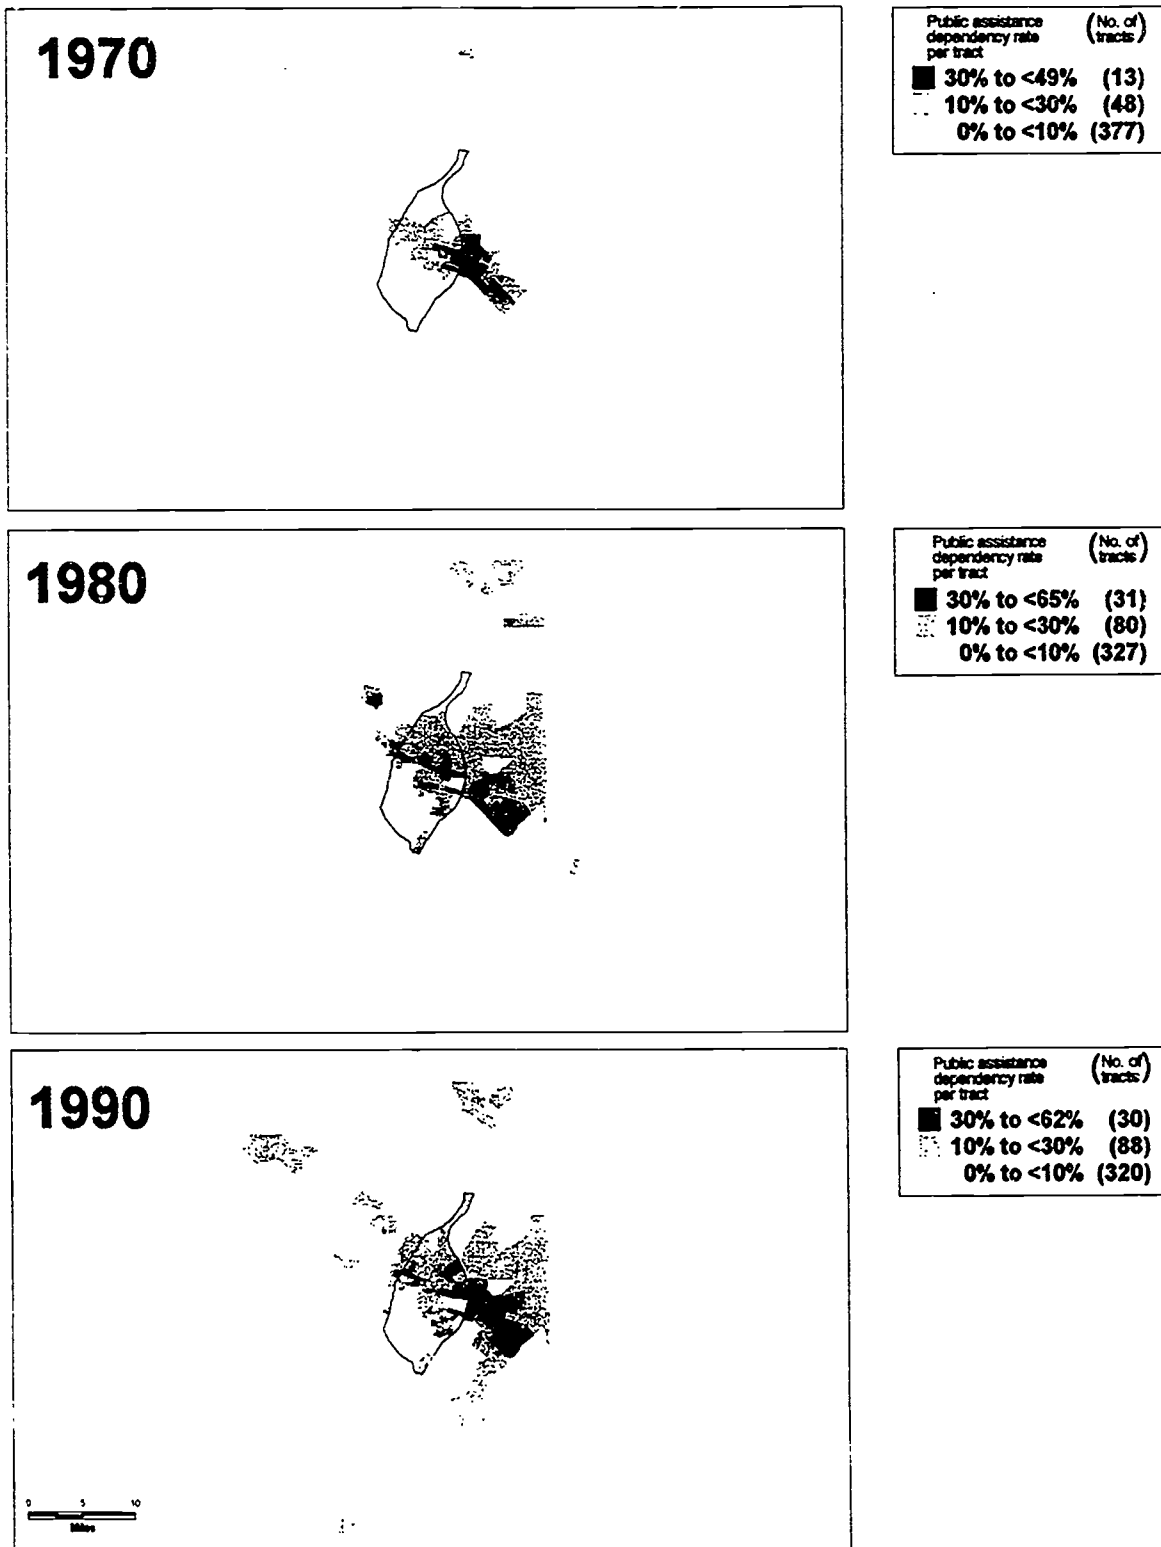 1970
Public assistance (No. of
dependency rate tracts)
per tract
30% to <49% (13)
10% to <30% (48)
0% to <10% (377)
1980
Public assistance (No. of
dependency rate tracts)
per tract
30% to <65% (31)
10% to <30% (80)
0% to <10% (327)
1990
Public assistance (No. of
dependency rate tracts)
per tract
30% to <62% (30)
10% to <30% (88)
0% to <10% (320)
0 5 10
Miles